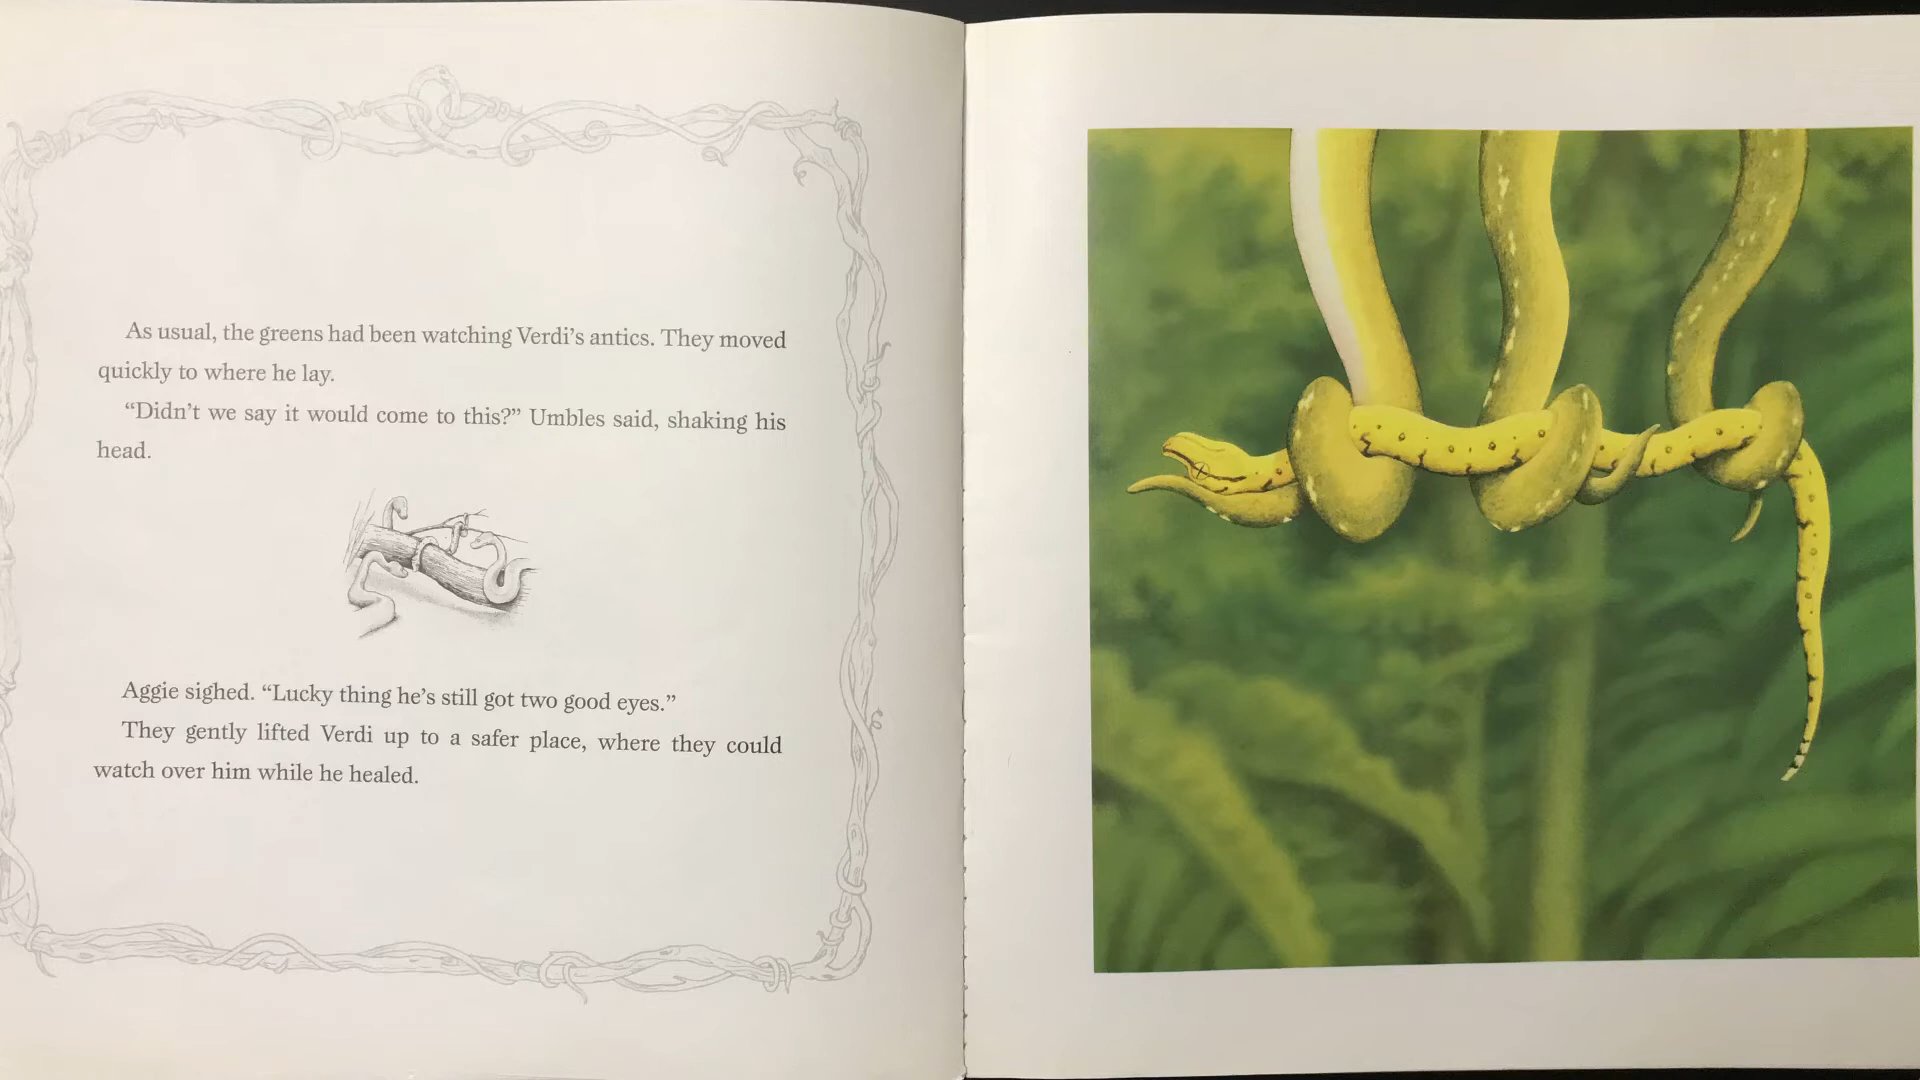 As usual, the greens had been watching Verdi’s antics. They moved
quickly to where he lay.
“Didn’t we say it would come to this?” Umbles said, shaking his
head.
Aggie sighed. “Lucky thing he’s still got two good eyes.”
They gently lifted Verdi up to a safer place, where they could
watch over him while he healed.